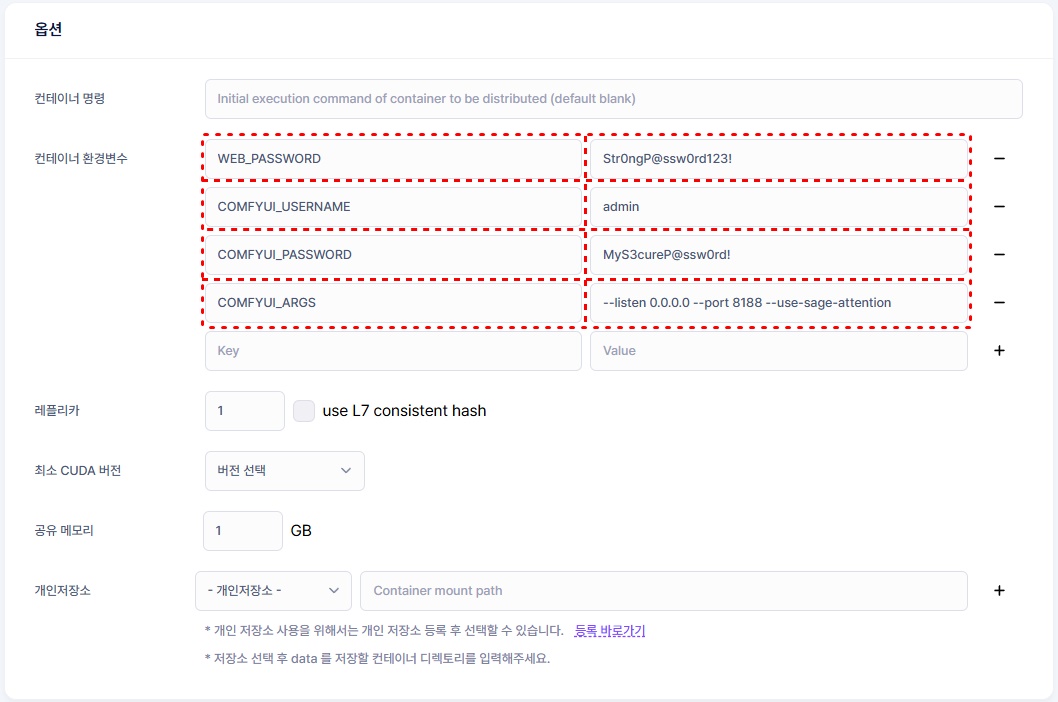 옵션
컨테이너 명령 Initial execution command of container to be distributed (default blank)
컨테이너 환경변수 WEB_PASSWORD Str0ngP@ssw0rd123!
COMFYUI_USERNAME admin
COMFYUI_PASSWORD MyS3cureP@ssw0rd!
COMFYUI_ARGS --listen 0.0.0.0 --port 8188 --use-sage-attention
Key Value
레플리카 1 use L7 consistent hash
최소 CUDA 버전 버전 선택
공유 메모리 1 GB
개인저장소 - 개인저장소 - Container mount path
* 개인 저장소 사용을 위해서는 개인 저장소 등록 후 선택할 수 있습니다. 등록 바로가기
* 저장소 선택 후 data 를 저장할 컨테이너 디렉토리를 입력해주세요.